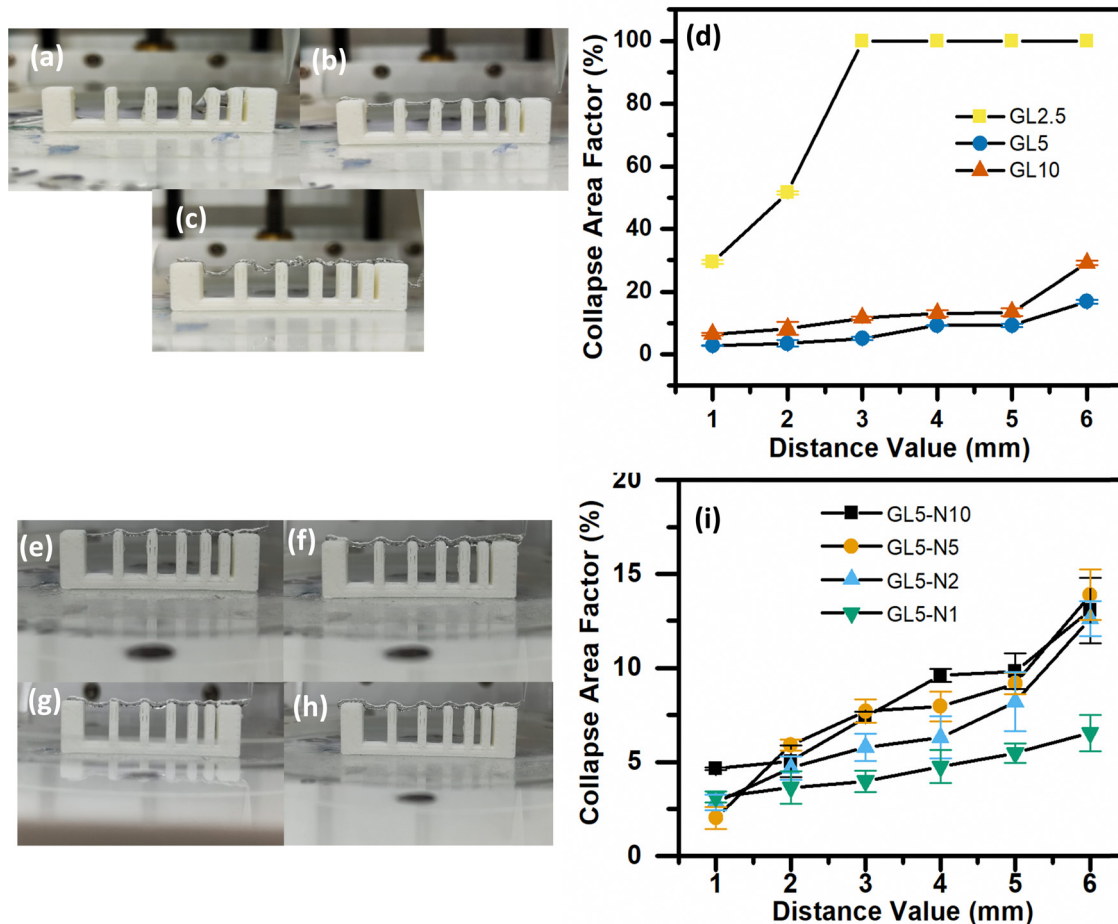 (a)
(b)
(c)
(d)
Collapse Area Factor (%)
100
80
60
40
20
0
GL2.5
GL5
GL10
1 2 3 4 5 6
Distance Value (mm)
(e)
(f)
(g)
(h)
(i)
Collapse Area Factor (%)
20
15
10
5
0
GL5-N10
GL5-N5
GL5-N2
GL5-N1
1 2 3 4 5 6
Distance Value (mm)